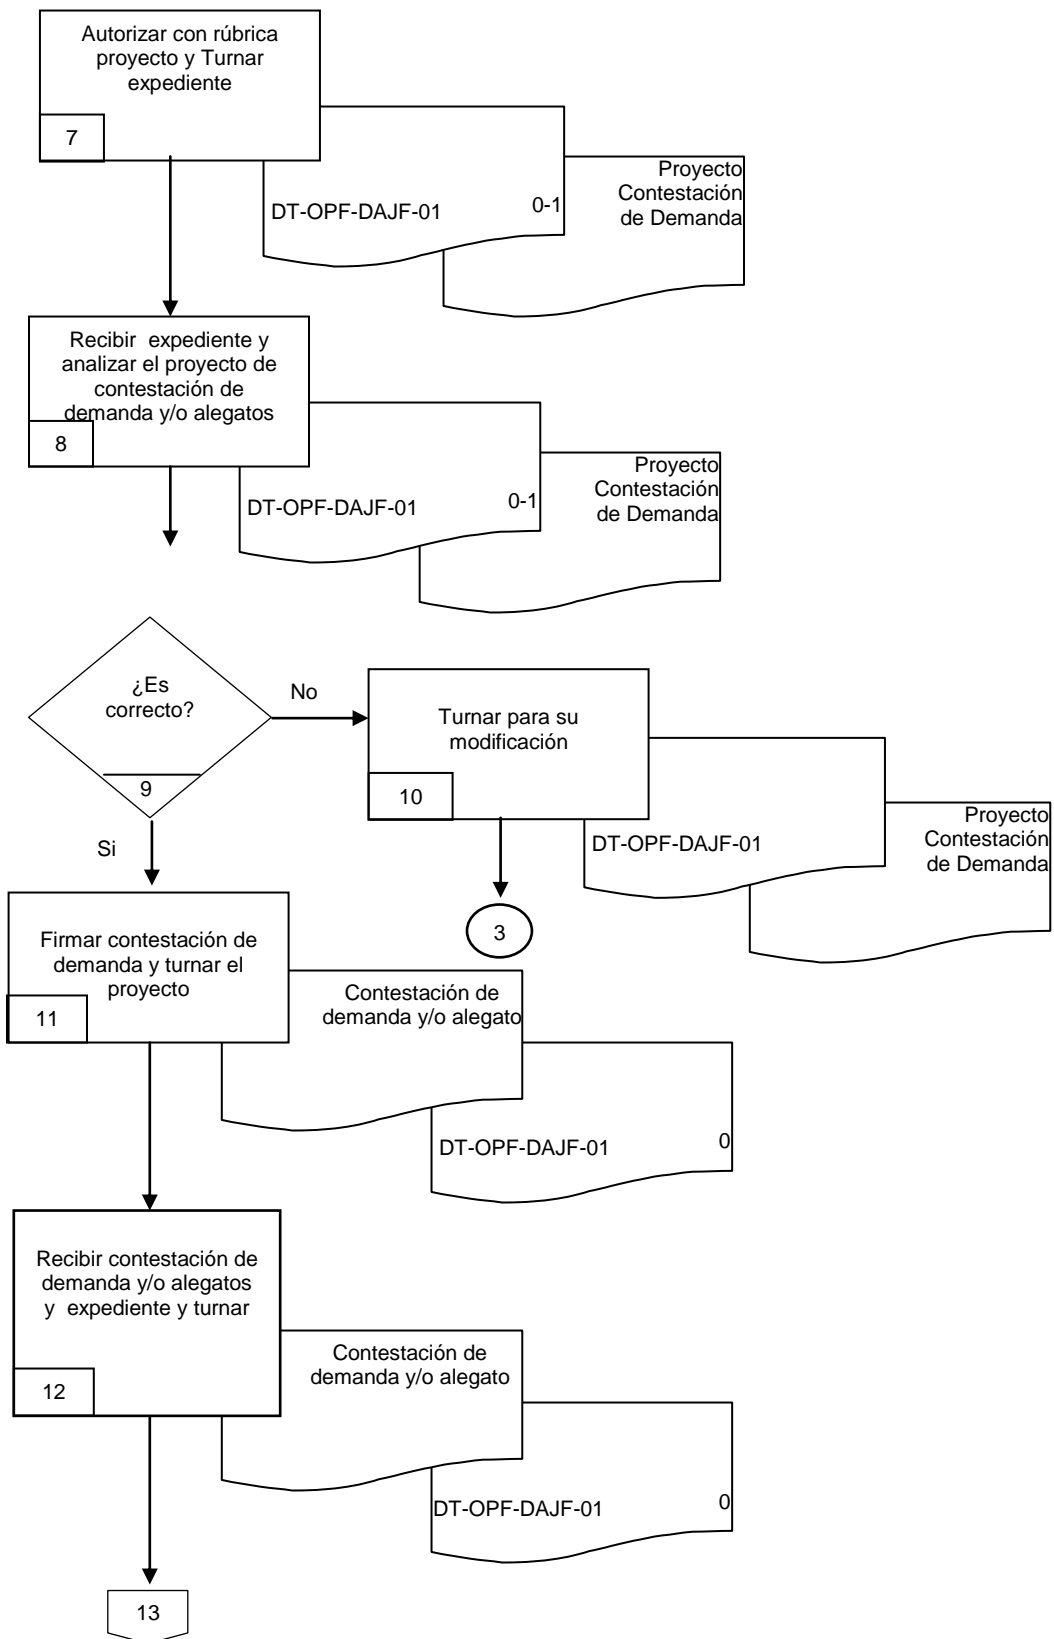 Autorizar con rúbrica
proyecto y Turnar
expediente
7
DT-OPF-DAJF-01
0-1
Proyecto
Contestación
de Demanda
Recibir expediente y
analizar el proyecto de
contestación de
demanda y/o alegatos
8
DT-OPF-DAJF-01
0-1
Proyecto
Contestación
de Demanda
¿Es
correcto?
9
No
Si
Turnar para su
modificación
10
DT-OPF-DAJF-01
Proyecto
Contestación
de Demanda
3
Firmar contestación de
demanda y turnar el
proyecto
11
Contestación de
demanda y/o alegato
DT-OPF-DAJF-01
0
Recibir contestación de
demanda y/o alegatos
y expediente y turnar
12
Contestación de
demanda y/o alegato
DT-OPF-DAJF-01
0
13